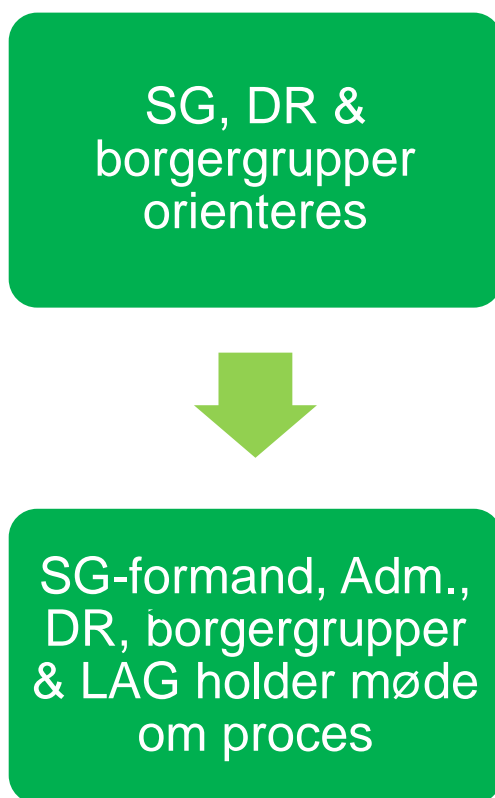 SG, DR &
borgergrupper
orienteres
SG-formand, Adm.,
DR, borgergrupper
& LAG holder møde
om proces